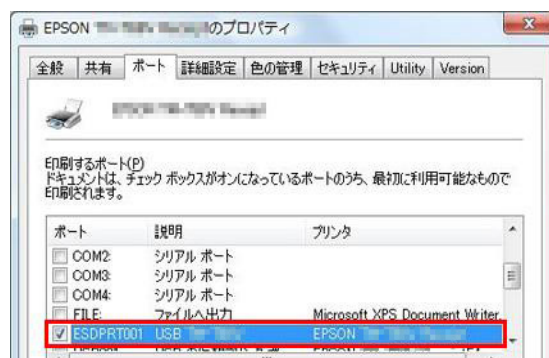 EPSON のプロパティ
全般 共有 ポート 詳細設定 色の管理 セキュリティ Utility Version
印刷するポート(P)
ドキュメントは、チェック ボックスがオンになっているポートのうち、最初に利用可能なもので
印刷されます。
ポート 説明 プリンタ
COM2: シリアル ポート
COM3: シリアル ポート
COM4: シリアル ポート
FILE: ファイルへ出力 Microsoft XPS Document Writer,
ESDPRT001 USB EPSON